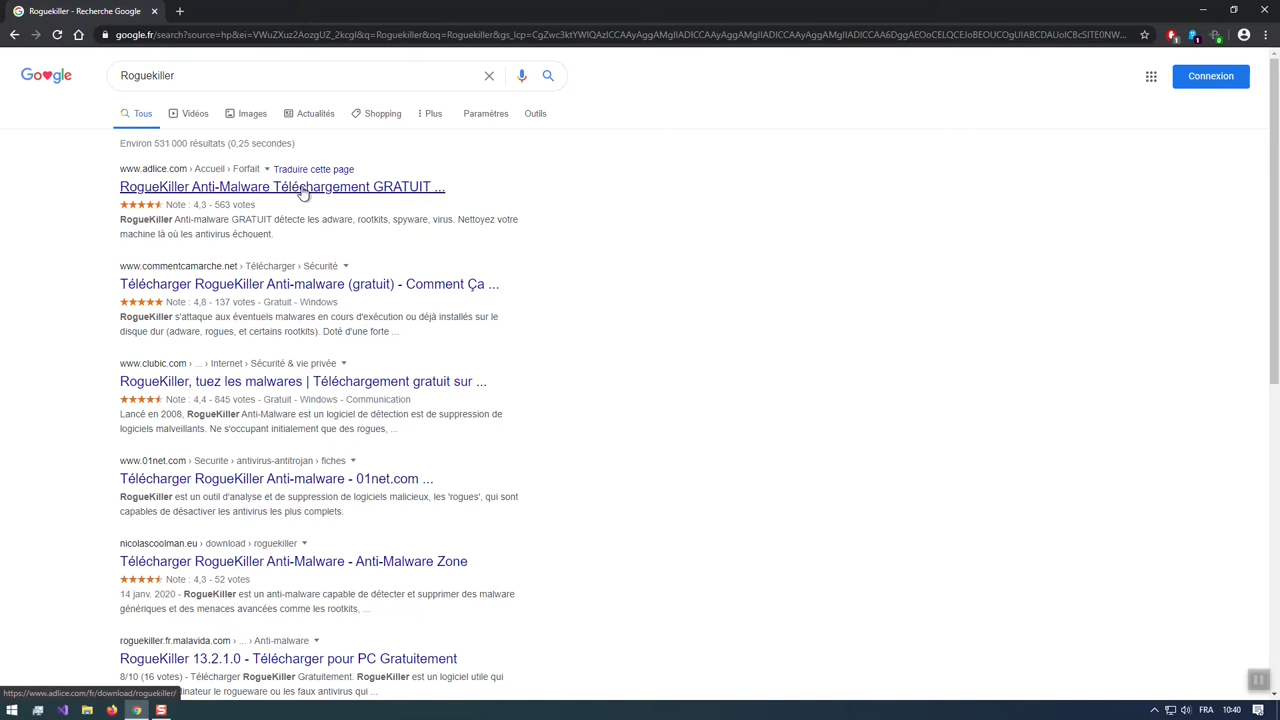 Roguekiller - Recherche Google
Google
Roguekiller
Connexion
Tous Vidéos Images Actualités Shopping Plus Paramètres Outils
Environ 531 000 résultats (0,25 secondes)
www.adlice.com › Accueil › Forfait Traduire cette page
RogueKiller Anti-Malware Téléchargement GRATUIT ...
Note : 4,3 - 563 votes
RogueKiller Anti-malware GRATUIT détecte les adware, rootkits, spyware, virus. Nettoyez votre
machine là où les antivirus échouent.
www.commentcamarche.net › Télécharger › Sécurité
Télécharger RogueKiller Anti-malware (gratuit) - Comment Ça ...
Note : 4,8 - 137 votes - Gratuit - Windows
RogueKiller s'attaque aux éventuels malwares en cours d'exécution ou déjà installés sur le
disque dur (adware, rogues, et certains rootkits). Doté d'une forte ...
www.clubic.com › ... › Internet › Sécurité & vie privée
RogueKiller, tuez les malwares | Téléchargement gratuit sur ...
Note : 4,4 - 845 votes - Gratuit - Windows - Communication
Lancé en 2008, RogueKiller Anti-Malware est un logiciel de détection est de suppression de
logiciels malveillants. Ne s'occupant initialement que des rogues, ...
www.01net.com › Securite › antivirus-antitrojan › fiches
Télécharger RogueKiller Anti-malware - 01net.com ...
RogueKiller est un outil d'analyse et de suppression de logiciels malicieux, les 'rogues', qui sont
capables de désactiver les antivirus les plus complets.
nicolascoolman.eu › download › roguekiller
Télécharger RogueKiller Anti-Malware - Anti-Malware Zone
Note : 4,3 - 52 votes
14 janv. 2020 - RogueKiller est un anti-malware capable de détecter et supprimer des malware
génériques et des menaces avancées comme les rootkits, ...
roguekiller.fr.malavida.com › ... › Anti-malware
RogueKiller 13.2.1.0 - Télécharger pour PC Gratuitement
8/10 (16 votes) - Télécharger RogueKiller Gratuitement. RogueKiller est un logiciel utile qui
dinateur le rogueware ou les faux antivirus qui ...
https://www.adlice.com/fr/download/roguekiller/
FRA 10:40